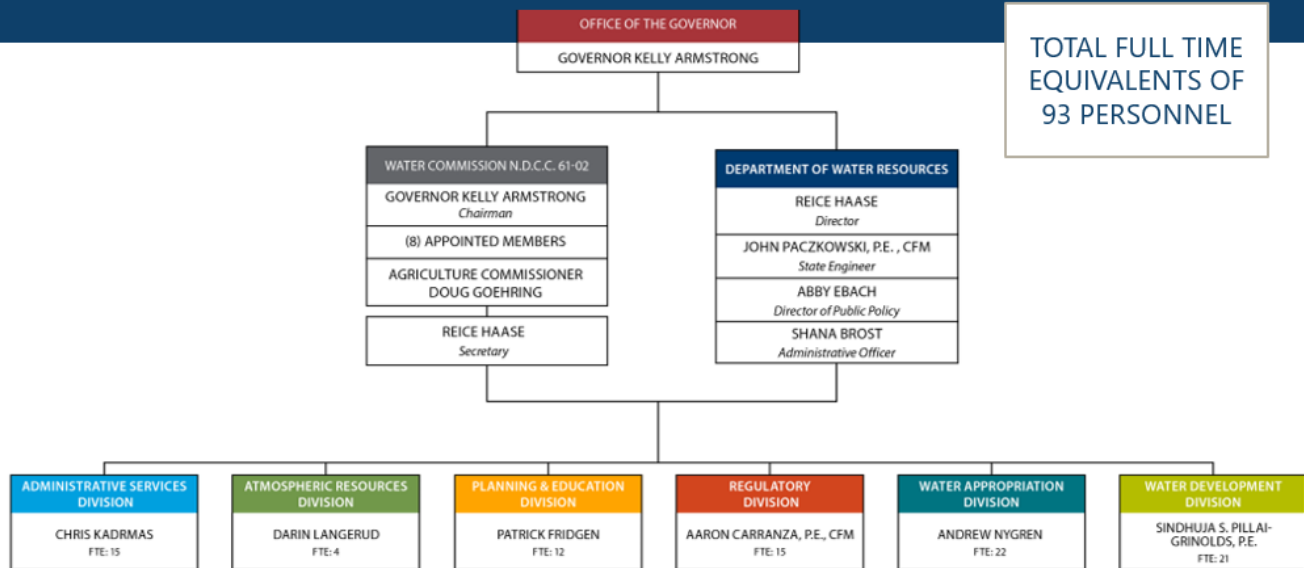 OFFICE OF THE GOVERNOR
GOVERNOR KELLY ARMSTRONG
TOTAL FULL TIME
EQUIVALENTS OF
93 PERSONNEL
WATER COMMISSION N.D.C.C. 61-02
GOVERNOR KELLY ARMSTRONG
Chairman
(8) APPOINTED MEMBERS
AGRICULTURE COMMISSIONER
DOUG GOEHRING
REICE HAASE
Secretary
DEPARTMENT OF WATER RESOURCES
REICE HAASE
Director
JOHN PACZKOWSKI, P.E. , CFM
State Engineer
ABBY EBACH
Director of Public Policy
SHANA BROST
Administrative Officer
ADMINISTRATIVE SERVICES
DIVISION
CHRIS KADRMAS
FTE: 15
ATMOSPHERIC RESOURCES
DIVISION
DARIN LANGERUD
FTE: 4
PLANNING & EDUCATION
DIVISION
PATRICK FRIDGEN
FTE: 12
REGULATORY
DIVISION
AARON CARRANZA, P.E., CFM
FTE: 15
WATER APPROPRIATION
DIVISION
ANDREW NYGREN
FTE: 22
WATER DEVELOPMENT
DIVISION
SINDHUJA S. PILLAI-
GRINOLDS, P.E.
FTE: 21